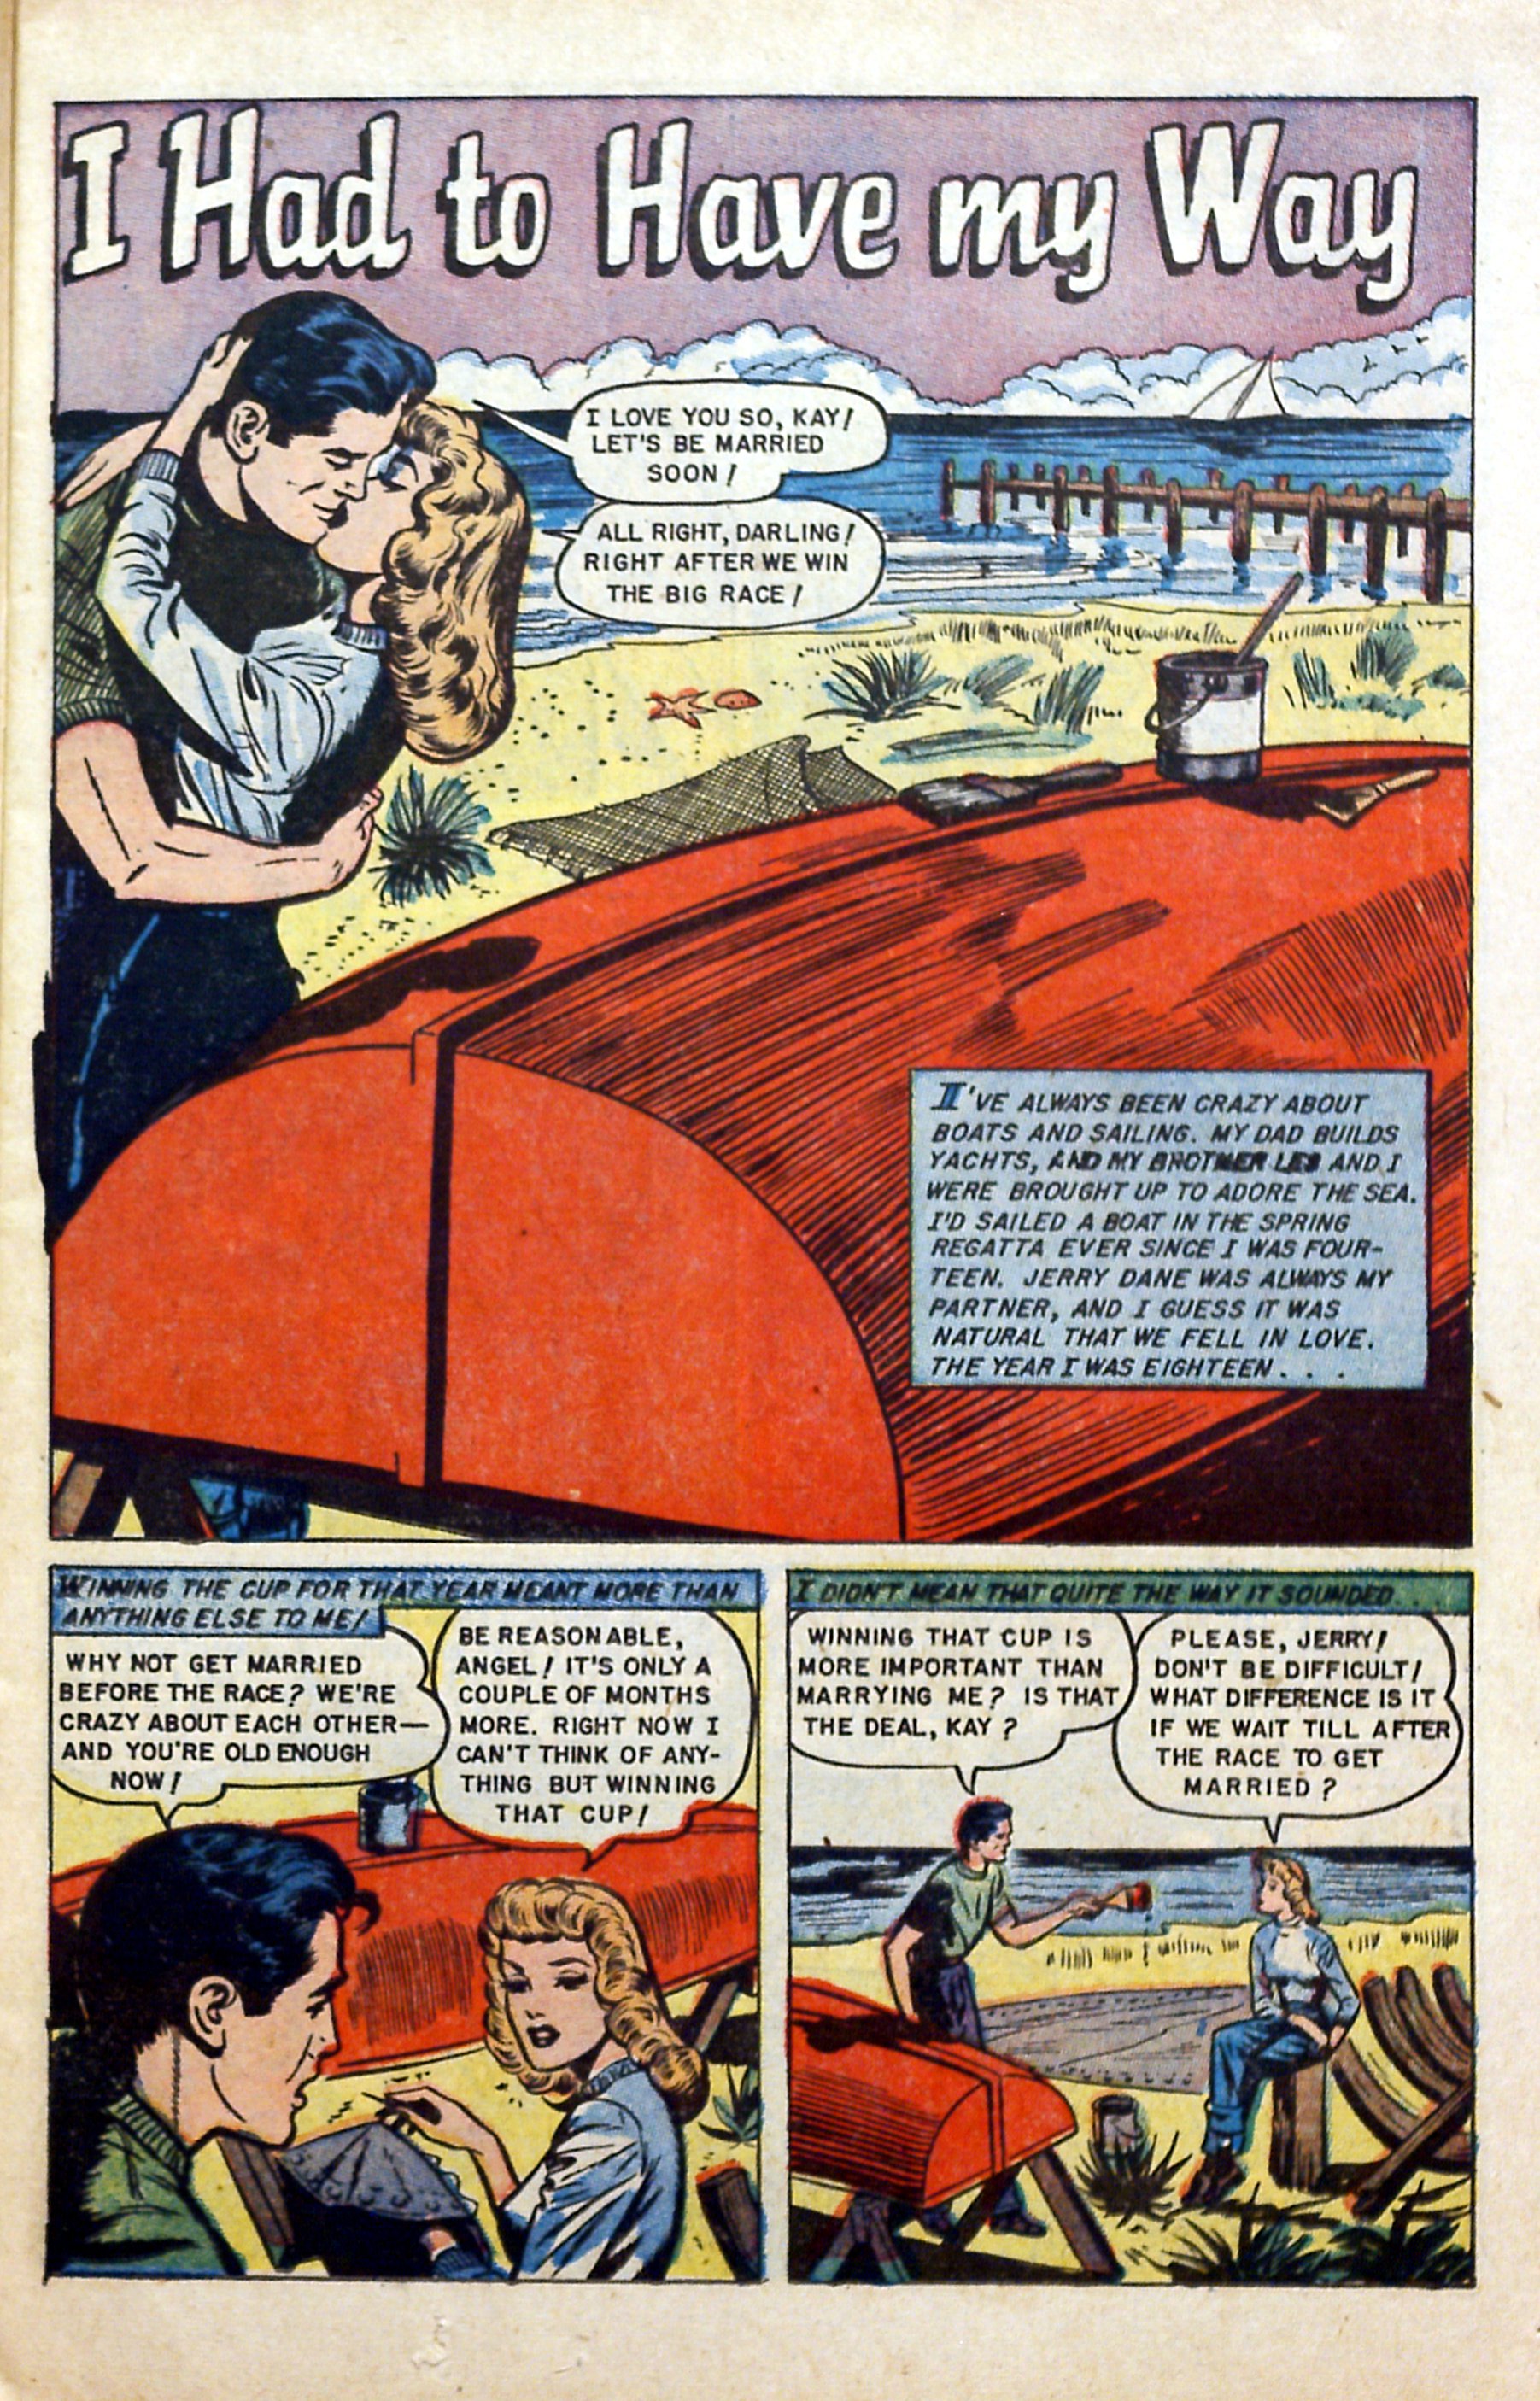 I Had to Have my Way
I LOVE YOU SO, KAY!
LET'S BE MARRIED
SOON!
ALL RIGHT, DARLING!
RIGHT AFTER WE WIN
THE BIG RACE!
I'VE ALWAYS BEEN CRAZY ABOUT
BOATS AND SAILING. MY DAD BUILDS
YACHTS, AND MY BROTHER LES AND I
WERE BROUGHT UP TO ADORE THE SEA.
I'D SAILED A BOAT IN THE SPRING
REGATTA EVER SINCE I WAS FOUR-
TEEN. JERRY DANE WAS ALWAYS MY
PARTNER, AND I GUESS IT WAS
NATURAL THAT WE FELL IN LOVE.
THE YEAR I WAS EIGHTEEN . . .
WINNING THE CUP FOR THAT YEAR MEANT MORE THAN
ANYTHING ELSE TO ME!
WHY NOT GET MARRIED
BEFORE THE RACE? WE'RE
CRAZY ABOUT EACH OTHER—
AND YOU'RE OLD ENOUGH
NOW!
BE REASONABLE,
ANGEL! IT'S ONLY A
COUPLE OF MONTHS
MORE. RIGHT NOW I
CAN'T THINK OF ANY-
THING BUT WINNING
THAT CUP!
I DIDN'T MEAN THAT QUITE THE WAY IT SOUNDED. . .
WINNING THAT CUP IS
MORE IMPORTANT THAN
MARRYING ME? IS THAT
THE DEAL, KAY?
PLEASE, JERRY!
DON'T BE DIFFICULT!
WHAT DIFFERENCE IS IT
IF WE WAIT TILL AFTER
THE RACE TO GET
MARRIED?